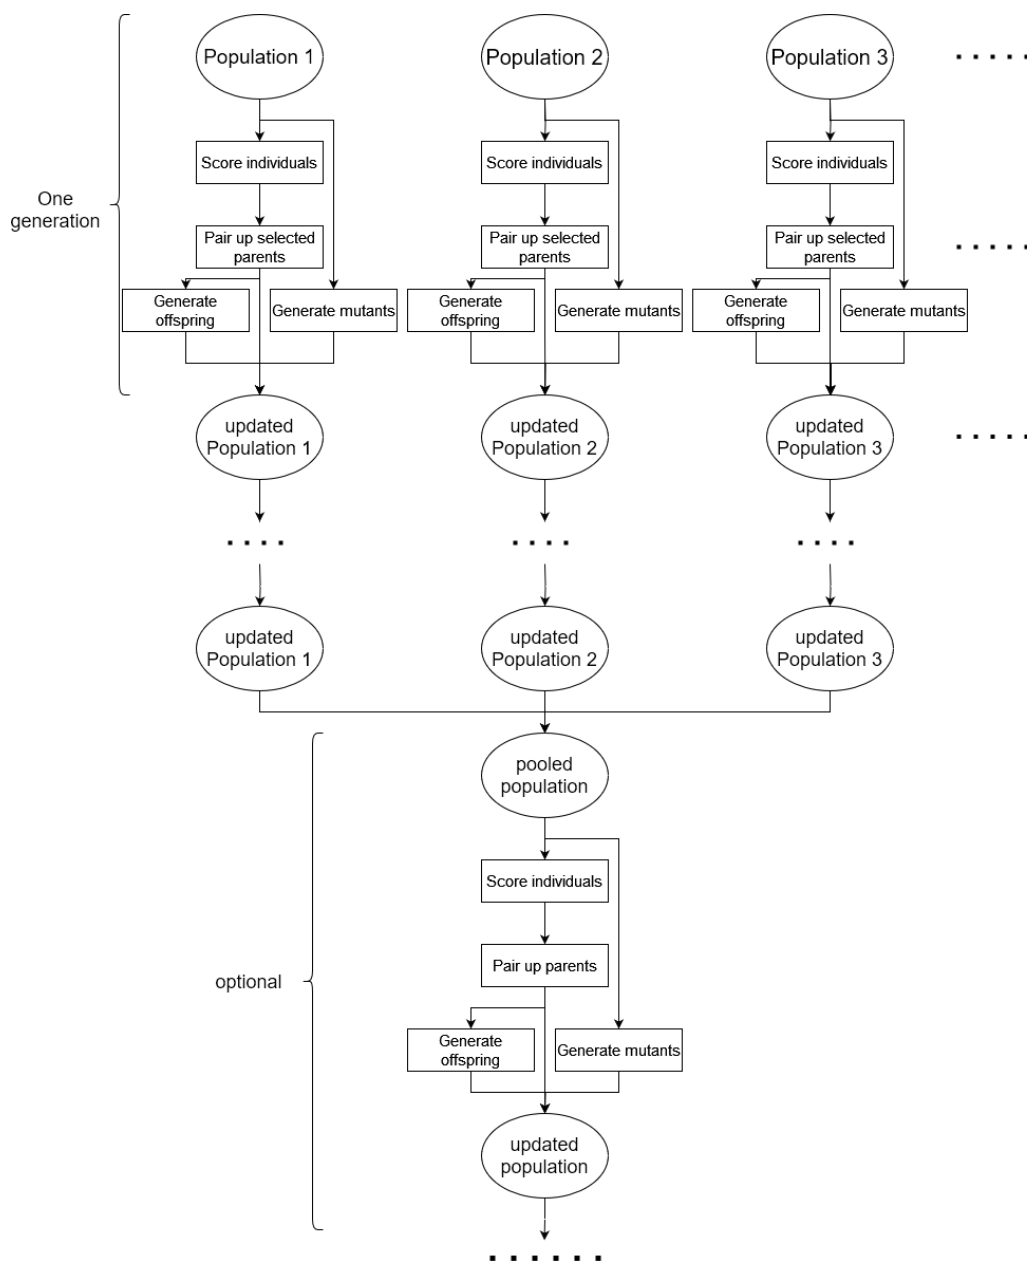 Population 1
Population 2
Population 3
One
generation
Score individuals
Score individuals
Score individuals
Pair up selected
parents
Pair up selected
parents
Pair up selected
parents
Generate
offspring
Generate mutants
Generate
offspring
Generate mutants
Generate
offspring
Generate mutants
updated
Population 1
updated
Population 2
updated
Population 3
updated
Population 1
updated
Population 2
updated
Population 3
optional
pooled
population
Score individuals
Pair up parents
Generate
offspring
Generate mutants
updated
population